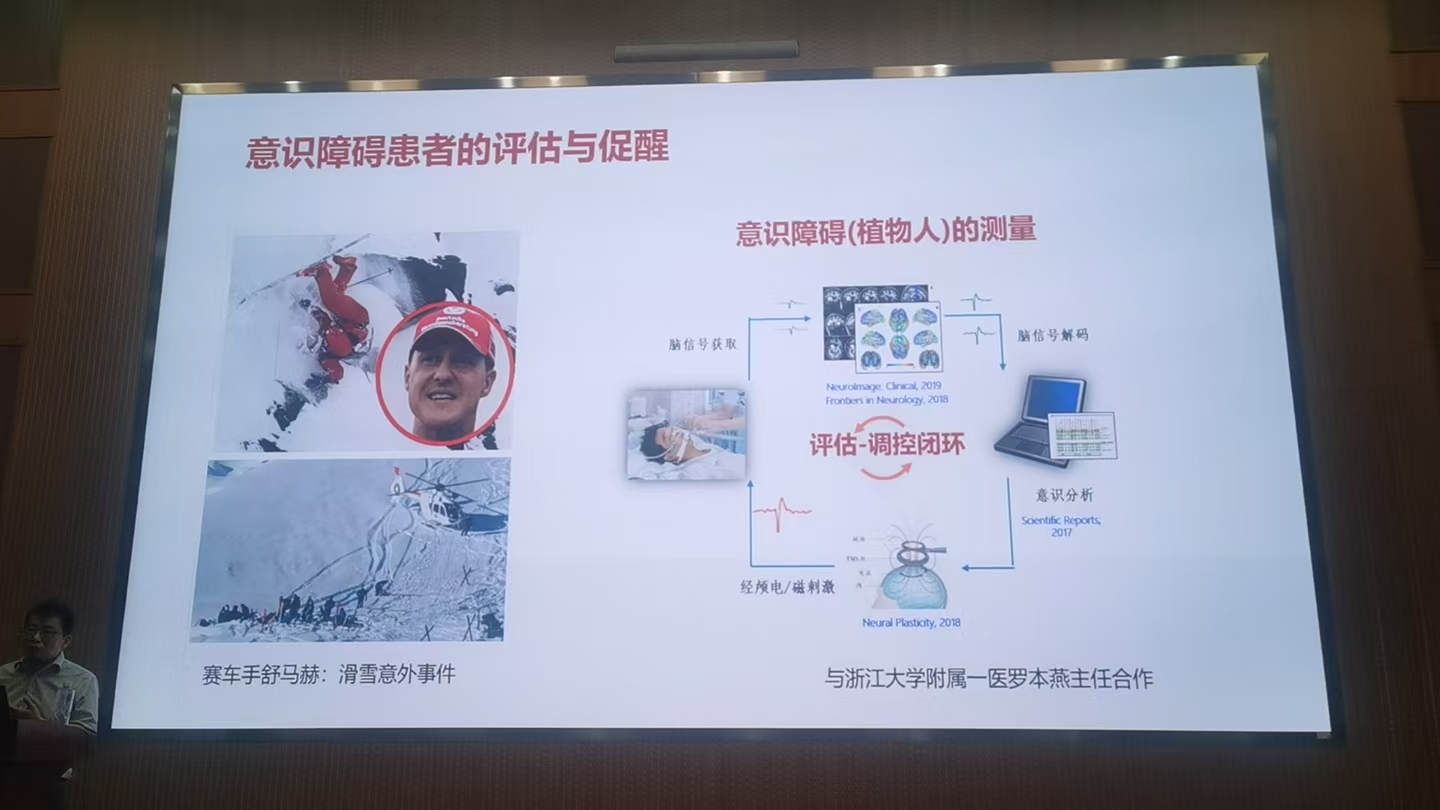 意识障碍患者的评估与促醒
意识障碍(植物人)的测量
脑信号获取
脑信号解码
NeuroImage: Clinical, 2019
Frontiers in Neurology, 2018
评估-调控闭环
意识分析
Scientific Reports,
2017
经颅电/磁刺激
Neural Plasticity, 2018
赛车手舒马赫：滑雪意外事件
与浙江大学附属一医罗本燕主任合作